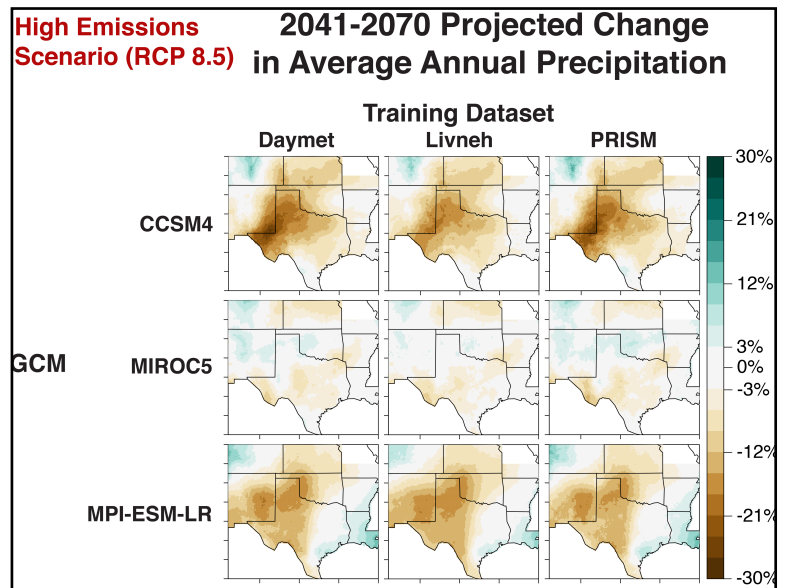 High Emissions
Scenario (RCP 8.5)
2041-2070 Projected Change
in Average Annual Precipitation
Training Dataset
Daymet Livneh PRISM
CCSM4
GCM MIROC5
MPI-ESM-LR
30%
21%
12%
3%
0%
-3%
-12%
-21%
-30%